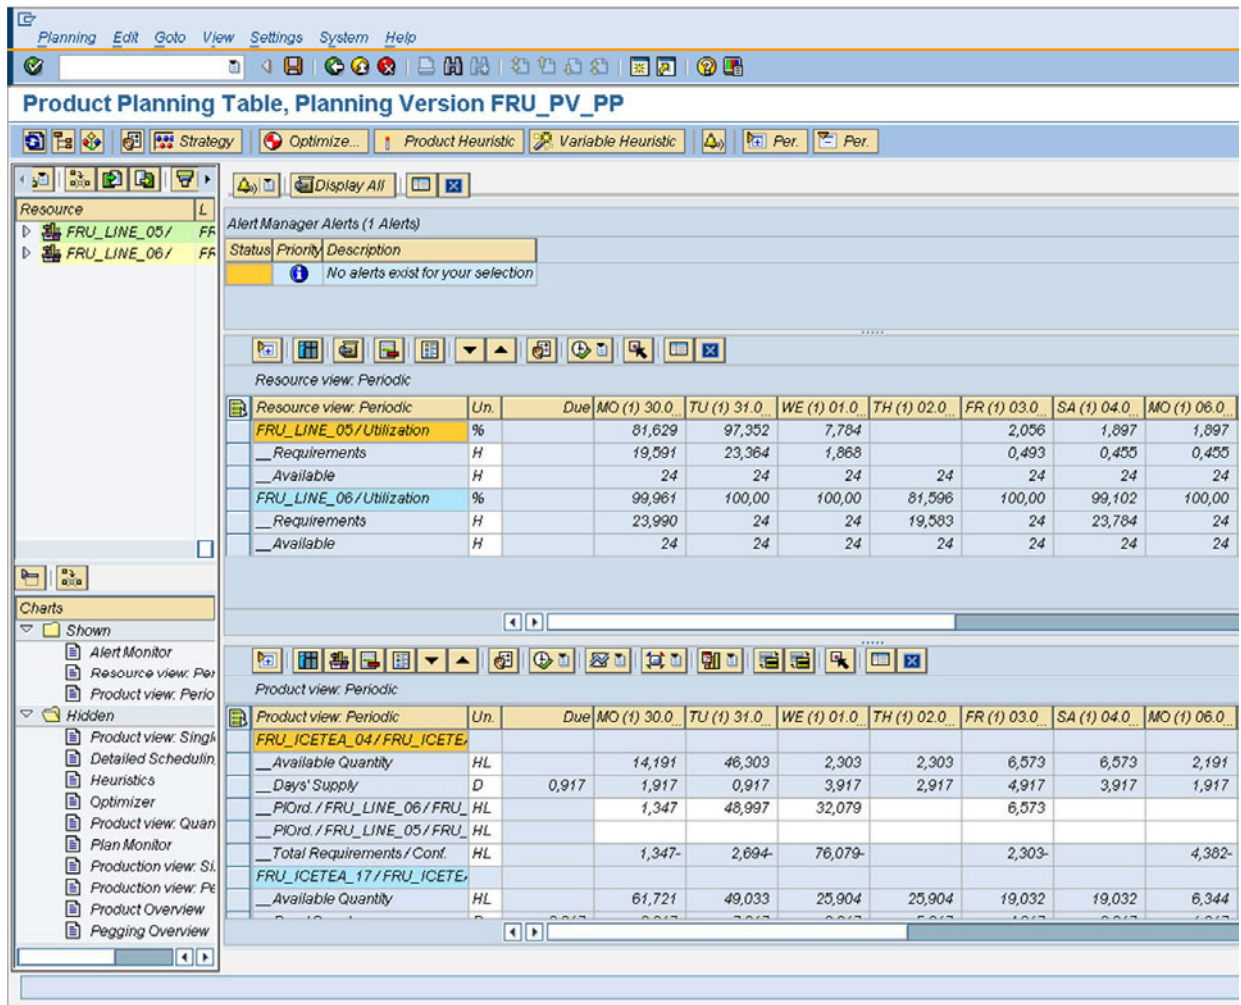 Planning Edit Goto View Settings System Help
Product Planning Table, Planning Version FRU_PV_PP
Strategy Optimize... Product Heuristic Variable Heuristic Per. Per.
Display All
Resource L
FRU_LINE_05/ FR
FRU_LINE_06/ FR
Alert Manager Alerts (1 Alerts)
Status Priority Description
No alerts exist for your selection
Resource view: Periodic
Resource view: Periodic Un. Due MO (1) 30.0... TU (1) 31.0... WE (1) 01.0... TH (1) 02.0... FR (1) 03.0... SA (1) 04.0... MO (1) 06.0...
FRU_LINE_05/Utilization % 81,629 97,352 7,784 2,056 1,897 1,897
__Requirements H 19,591 23,364 1,868 0,493 0,455 0,455
__Available H 24 24 24 24 24 24 24
FRU_LINE_06/Utilization % 99,961 100,00 100,00 81,596 100,00 99,102 100,00
__Requirements H 23,990 24 24 19,583 24 23,784 24
__Available H 24 24 24 24 24 24 24
Charts
Shown
Alert Monitor
Resource view: Per
Product view: Perio
Hidden
Product view: Singl
Detailed Schedulin
Heuristics
Optimizer
Product view: Quan
Plan Monitor
Production view: Si
Production view: Pe
Product Overview
Pegging Overview
Product view: Periodic
Product view: Periodic Un. Due MO (1) 30.0... TU (1) 31.0... WE (1) 01.0... TH (1) 02.0... FR (1) 03.0... SA (1) 04.0... MO (1) 06.0...
FRU_ICETEA_04/FRU_ICETE
__Available Quantity HL 14,191 46,303 2,303 2,303 6,573 6,573 2,191
__Days' Supply D 0,917 1,917 0,917 3,917 2,917 4,917 3,917 1,917
__PlOrd./FRU_LINE_06/FRU_ HL 1,347 48,997 32,079 6,573
__PlOrd./FRU_LINE_05/FRU_ HL
__Total Requirements/Conf. HL 1,347- 2,694- 76,079- 2,303- 4,382-
FRU_ICETEA_17/FRU_ICETE
__Available Quantity HL 61,721 49,033 25,904 25,904 19,032 19,032 6,344